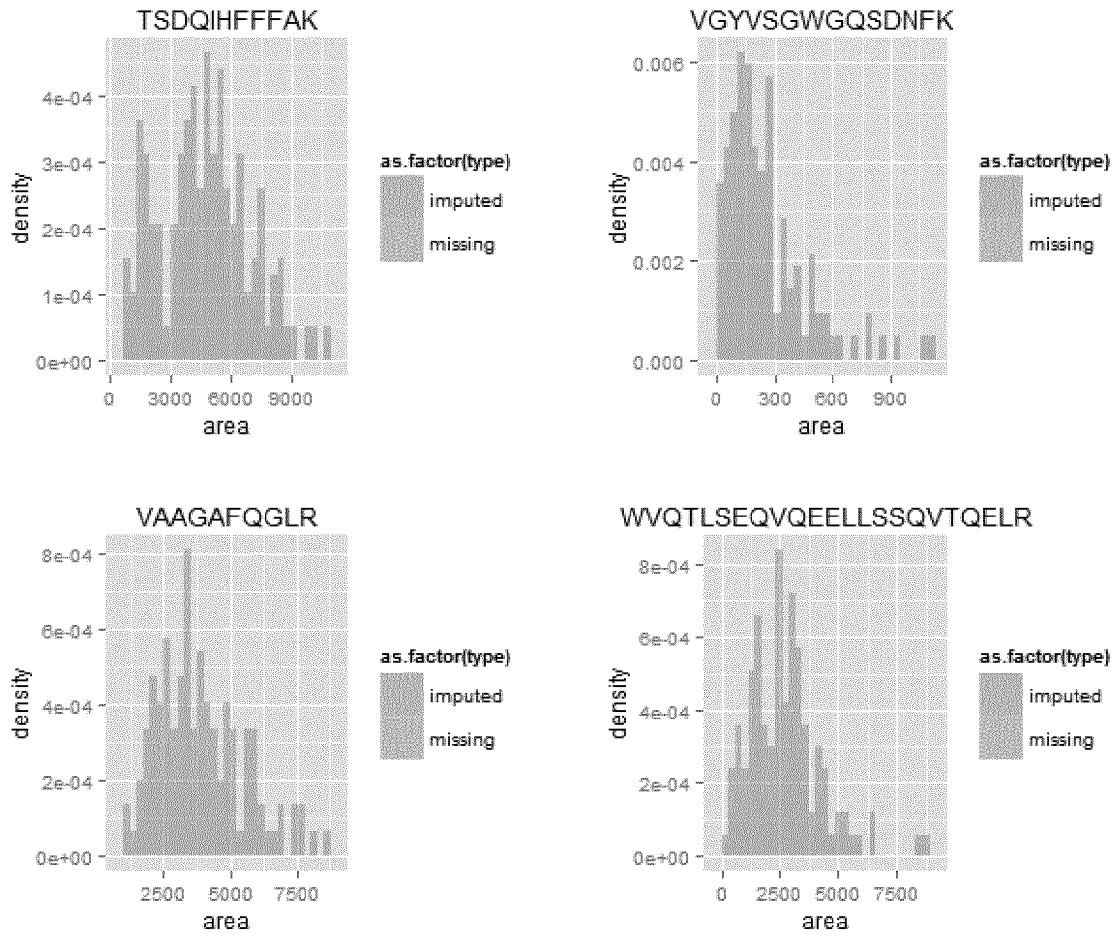 TSDQIHFFFAK
density
4e-04
3e-04
2e-04
1e-04
0e+00
0 3000 6000 9000
area
as.factor(type)
imputed
missing
VGYVSGWGQSDNFK
density
0.006
0.004
0.002
0.000
0 300 600 900
area
as.factor(type)
imputed
missing
VAAGAFQGLR
density
8e-04
6e-04
4e-04
2e-04
0e+00
2500 5000 7500
area
as.factor(type)
imputed
missing
WVQTLSEQVQEELLSSQVTQELR
density
8e-04
6e-04
4e-04
2e-04
0e+00
0 2500 5000 7500
area
as.factor(type)
imputed
missing